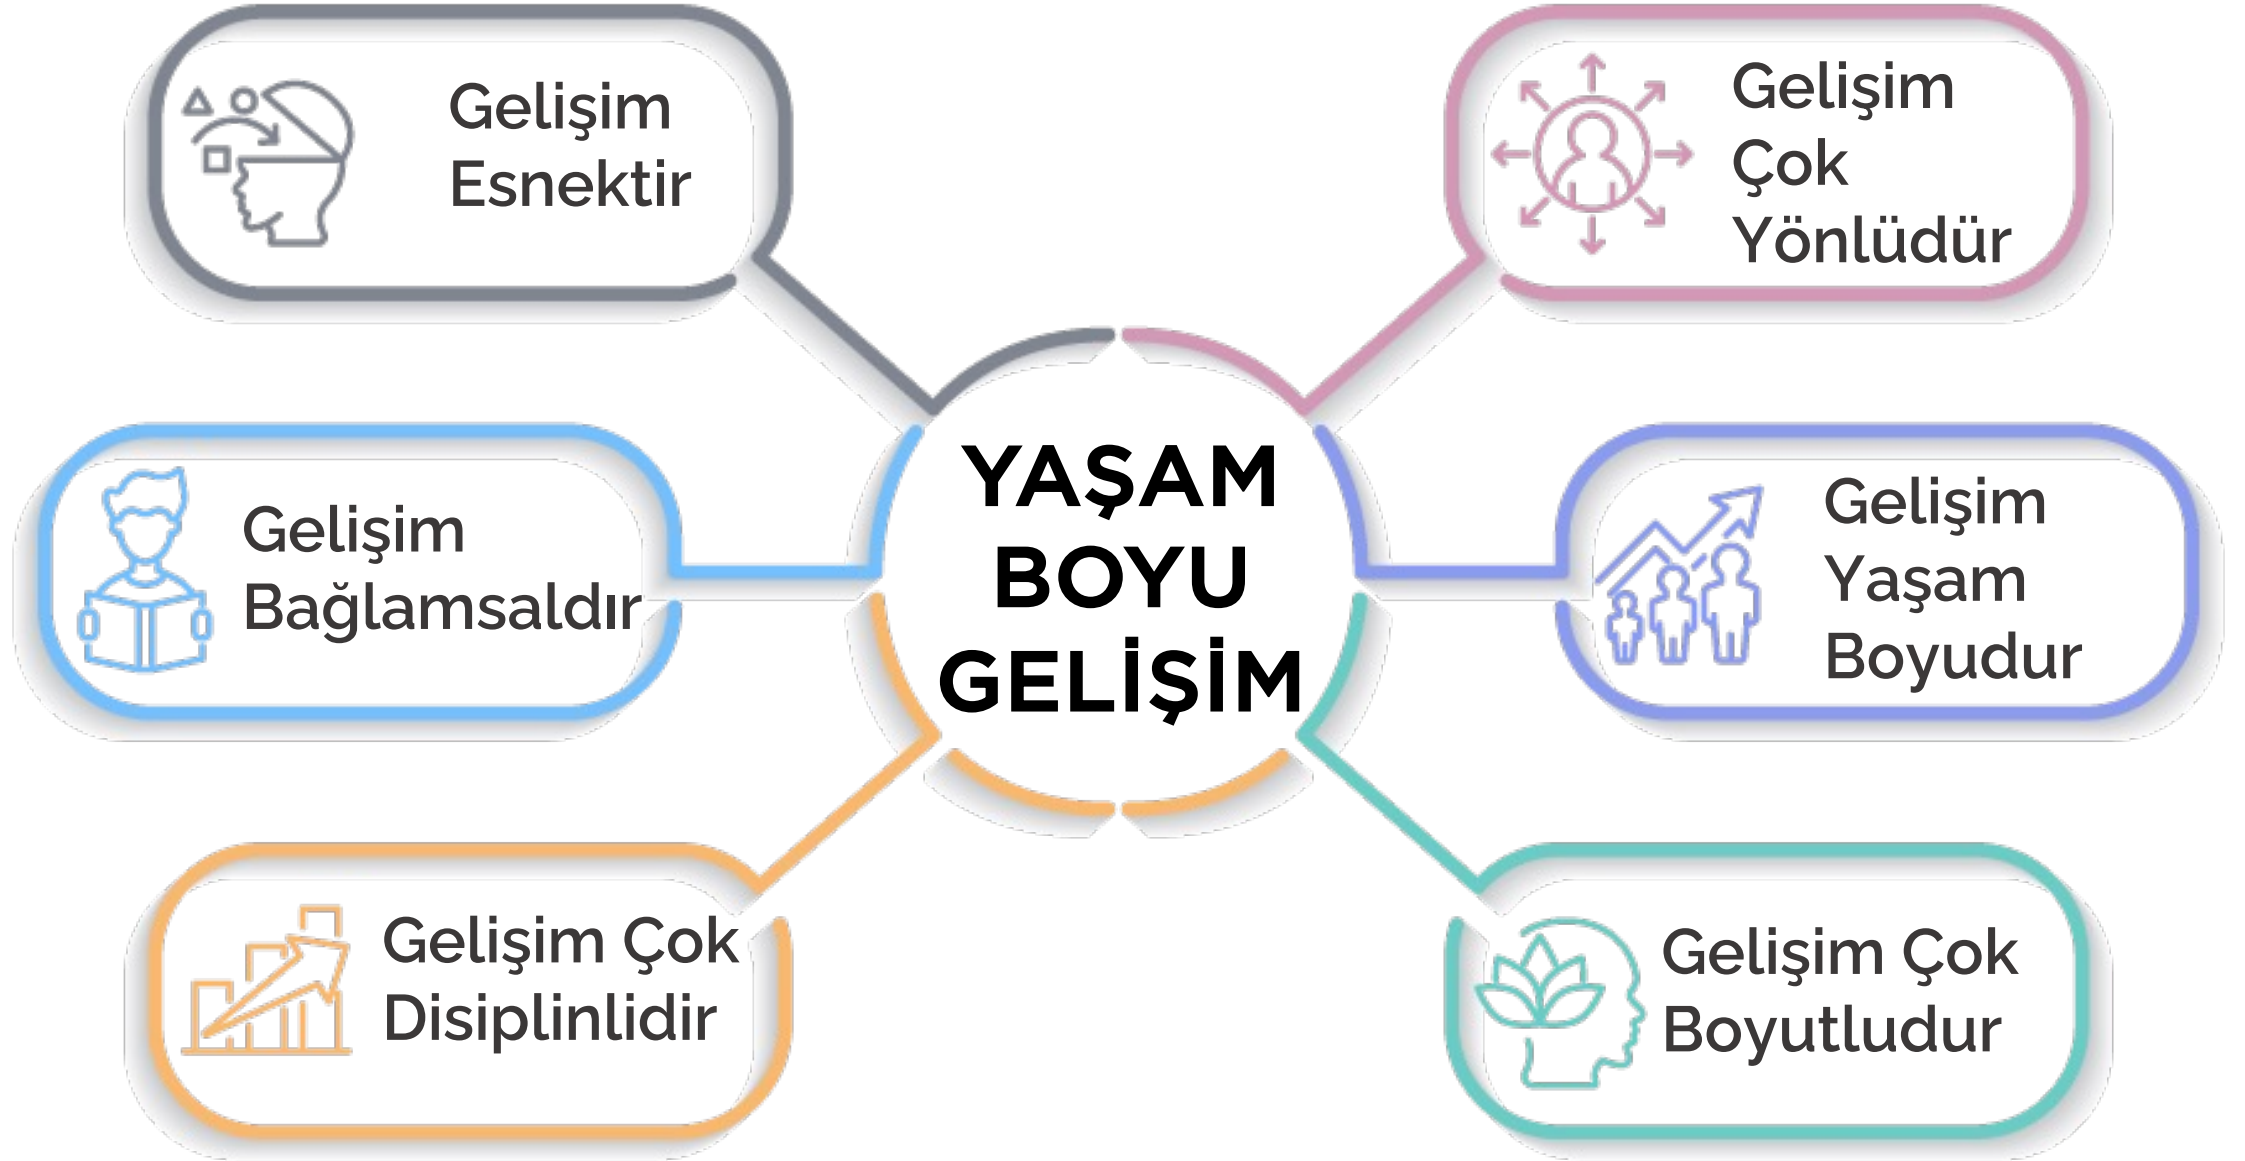 Gelişim
Esnektir
Gelişim
Çok
Yönlüdür
Gelişim
Bağlamsaldır
YAŞAM
BOYU
GELİŞİM
Gelişim
Yaşam
Boyudur
Gelişim Çok
Disiplinlidir
Gelişim Çok
Boyutludur